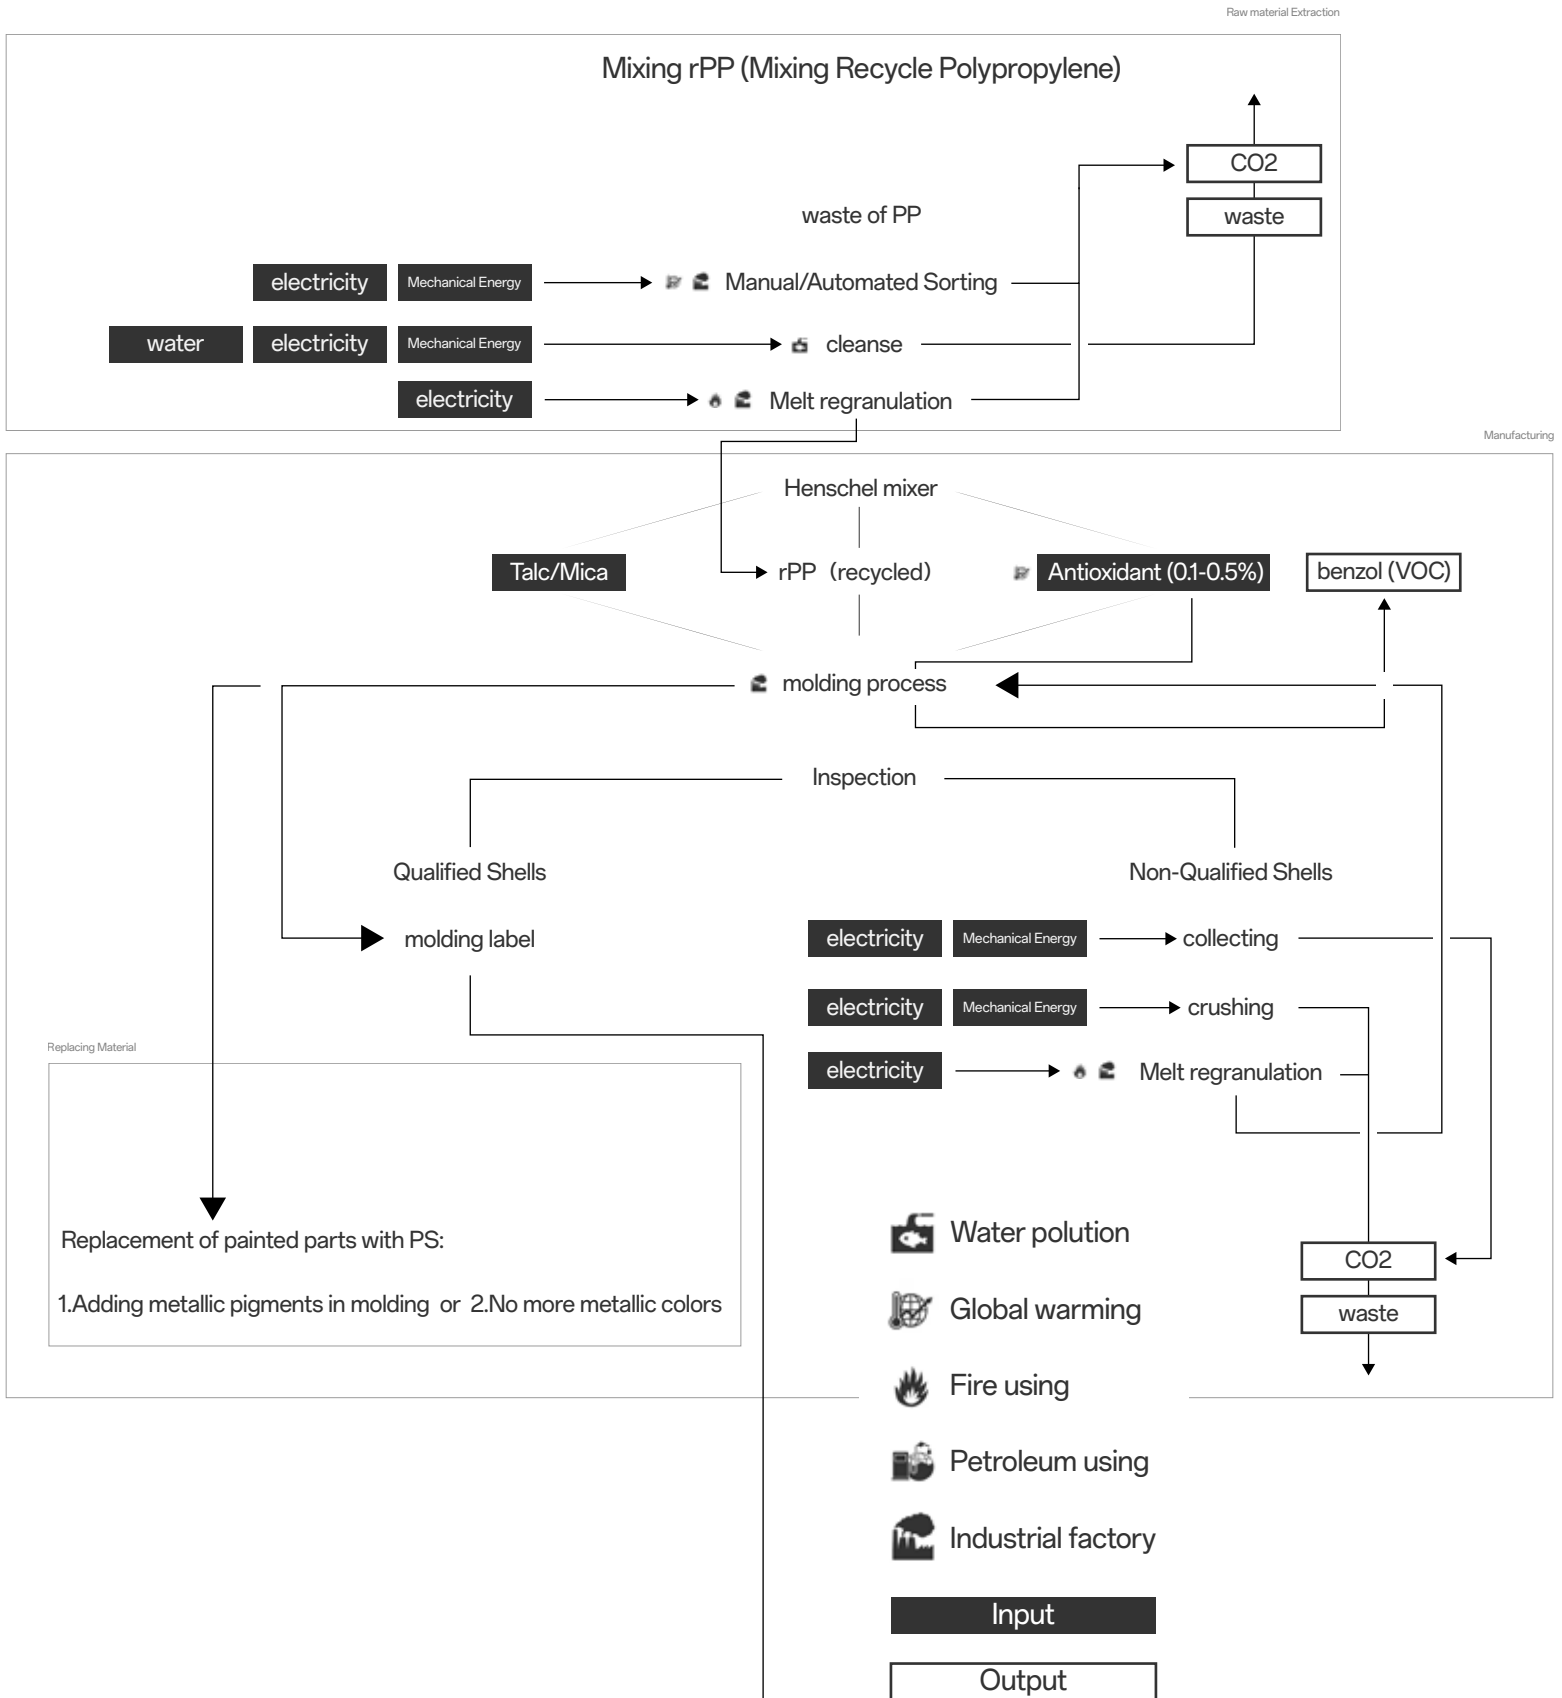 Raw material Extraction
Mixing rPP (Mixing Recycle Polypropylene)
CO2
waste of PP
waste
electricity
Mechanical Energy
Manual/Automated Sorting
water
electricity
Mechanical Energy
cleanse
electricity
Melt regranulation
Manufacturing
Henschel mixer
Talc/Mica
rPP (recycled)
Antioxidant (0.1-0.5%)
benzol (VOC)
molding process
Inspection
Qualified Shells
Non-Qualified Shells
molding label
electricity
Mechanical Energy
collecting
electricity
Mechanical Energy
crushing
Replacing Material
electricity
Melt regranulation
Replacement of painted parts with PS:
1.Adding metallic pigments in molding or 2.No more metallic colors
Water polution
CO2
Global warming
waste
Fire using
Petroleum using
Industrial factory
Input
Output